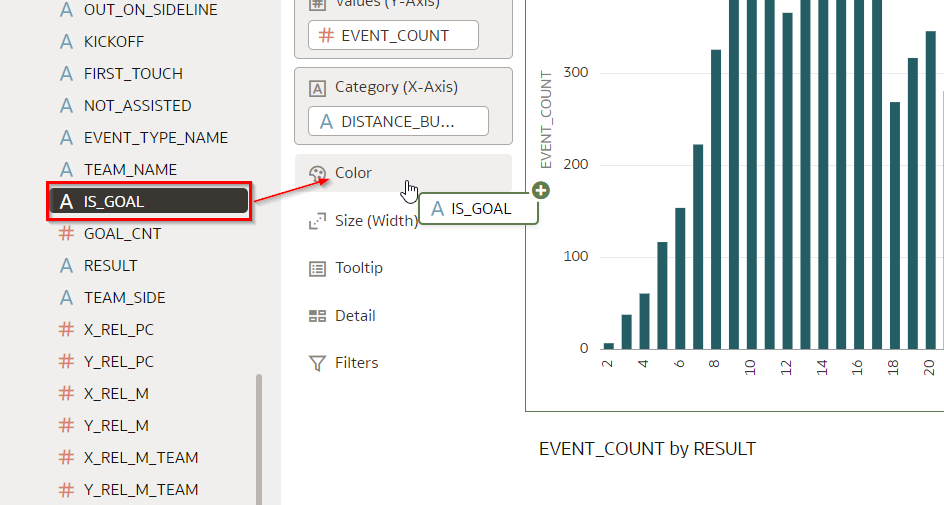 OUT_ON_SIDELINE
KICKOFF
FIRST_TOUCH
NOT_ASSISTED
EVENT_TYPE_NAME
TEAM_NAME
A IS_GOAL
# GOAL_CNT
A RESULT
A TEAM_SIDE
# X_REL_PC
# Y_REL_PC
# X_REL_M
# Y_REL_M
# X_REL_M_TEAM
# Y_REL_M_TEAM
Values (Y-Axis)
# EVENT_COUNT
A Category (X-Axis)
A DISTANCE_BU...
Color
A IS_GOAL
Size (Width)
Tooltip
Detail
Filters
EVENT_COUNT
300
200
100
0
2 4 6 8 10 12 14 16 18 20
EVENT_COUNT by RESULT